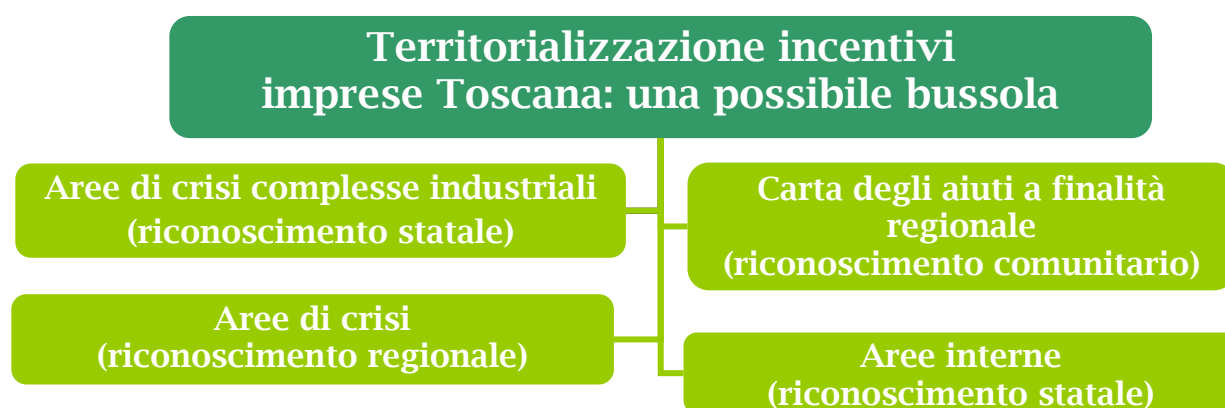 Territorializzazione incentivi
imprese Toscana: una possibile bussola
Aree di crisi complesse industriali
(riconoscimento statale)
Carta degli aiuti a finalità
regionale
(riconoscimento comunitario)
Aree di crisi
(riconoscimento regionale)
Aree interne
(riconoscimento statale)